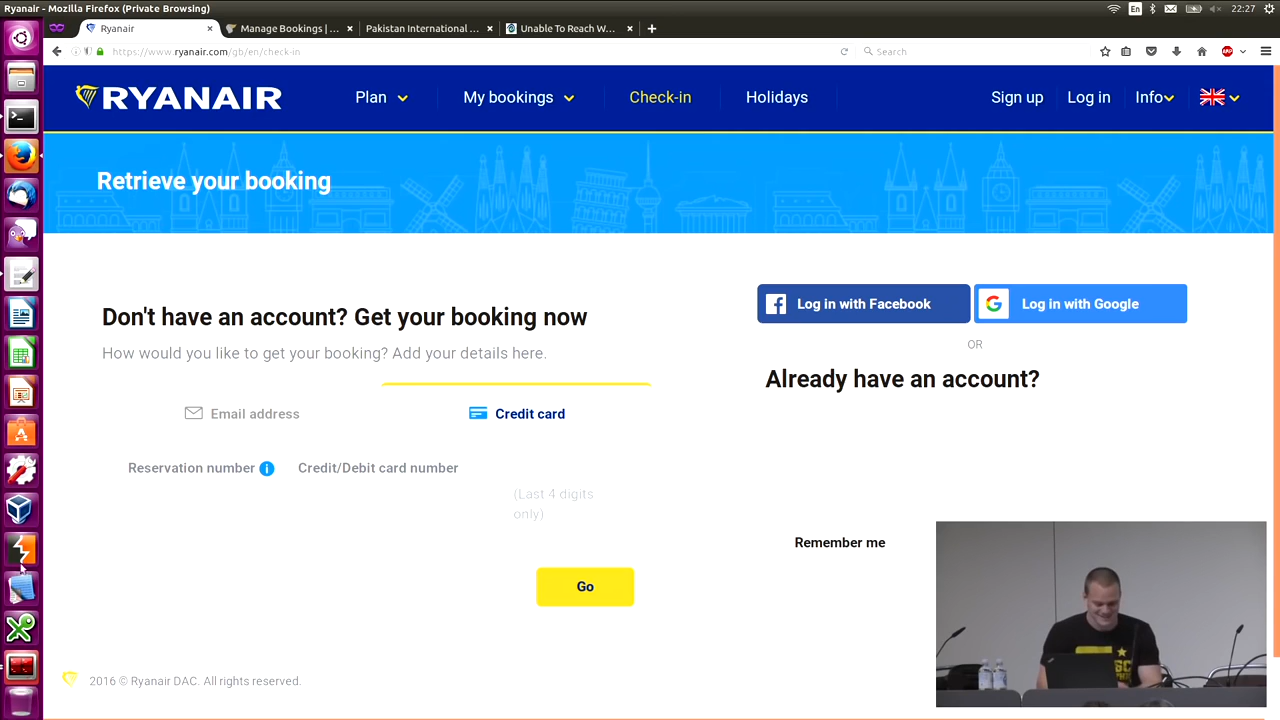 Ryanair - Mozilla Firefox (Private Browsing)
En
22:27
Ryanair
Manage Bookings | ...
Pakistan International ...
Unable To Reach W...
https://www.ryanair.com/gb/en/check-in
Search
ABP
RYANAIR
Plan
My bookings
Check-in
Holidays
Sign up
Log in
Info
Retrieve your booking
Don't have an account? Get your booking now
How would you like to get your booking? Add your details here.
Email address
Credit card
Reservation number
Credit/Debit card number
(Last 4 digits
only)
Go
Log in with Facebook
Log in with Google
OR
Already have an account?
Remember me
2016 © Ryanair DAC. All rights reserved.